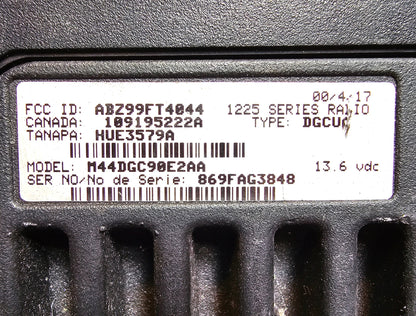 00/4/17
FCC ID: ABZ99FT4044 1225 SERIES RADIO
CANADA: 109195222A TYPE: DGCU
TANAPA: HUE3579A
MODEL: M44DGC90E2AA 13.6 vdc
SER NO/No de Serie: 869FAG3848